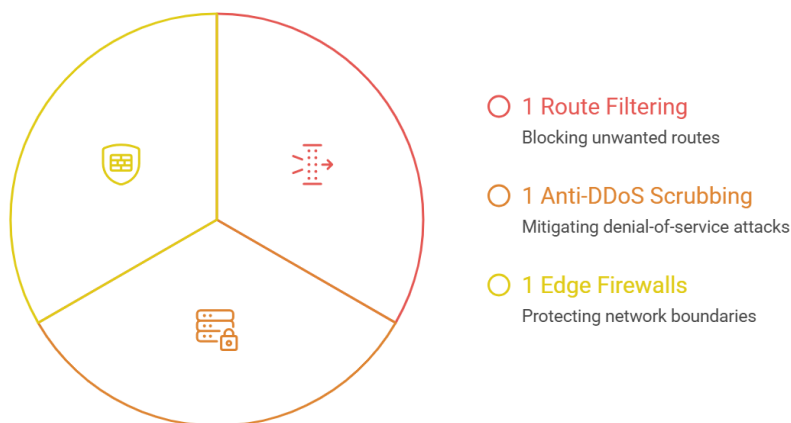 1 Route Filtering
Blocking unwanted routes
1 Anti-DDoS Scrubbing
Mitigating denial-of-service attacks
1 Edge Firewalls
Protecting network boundaries